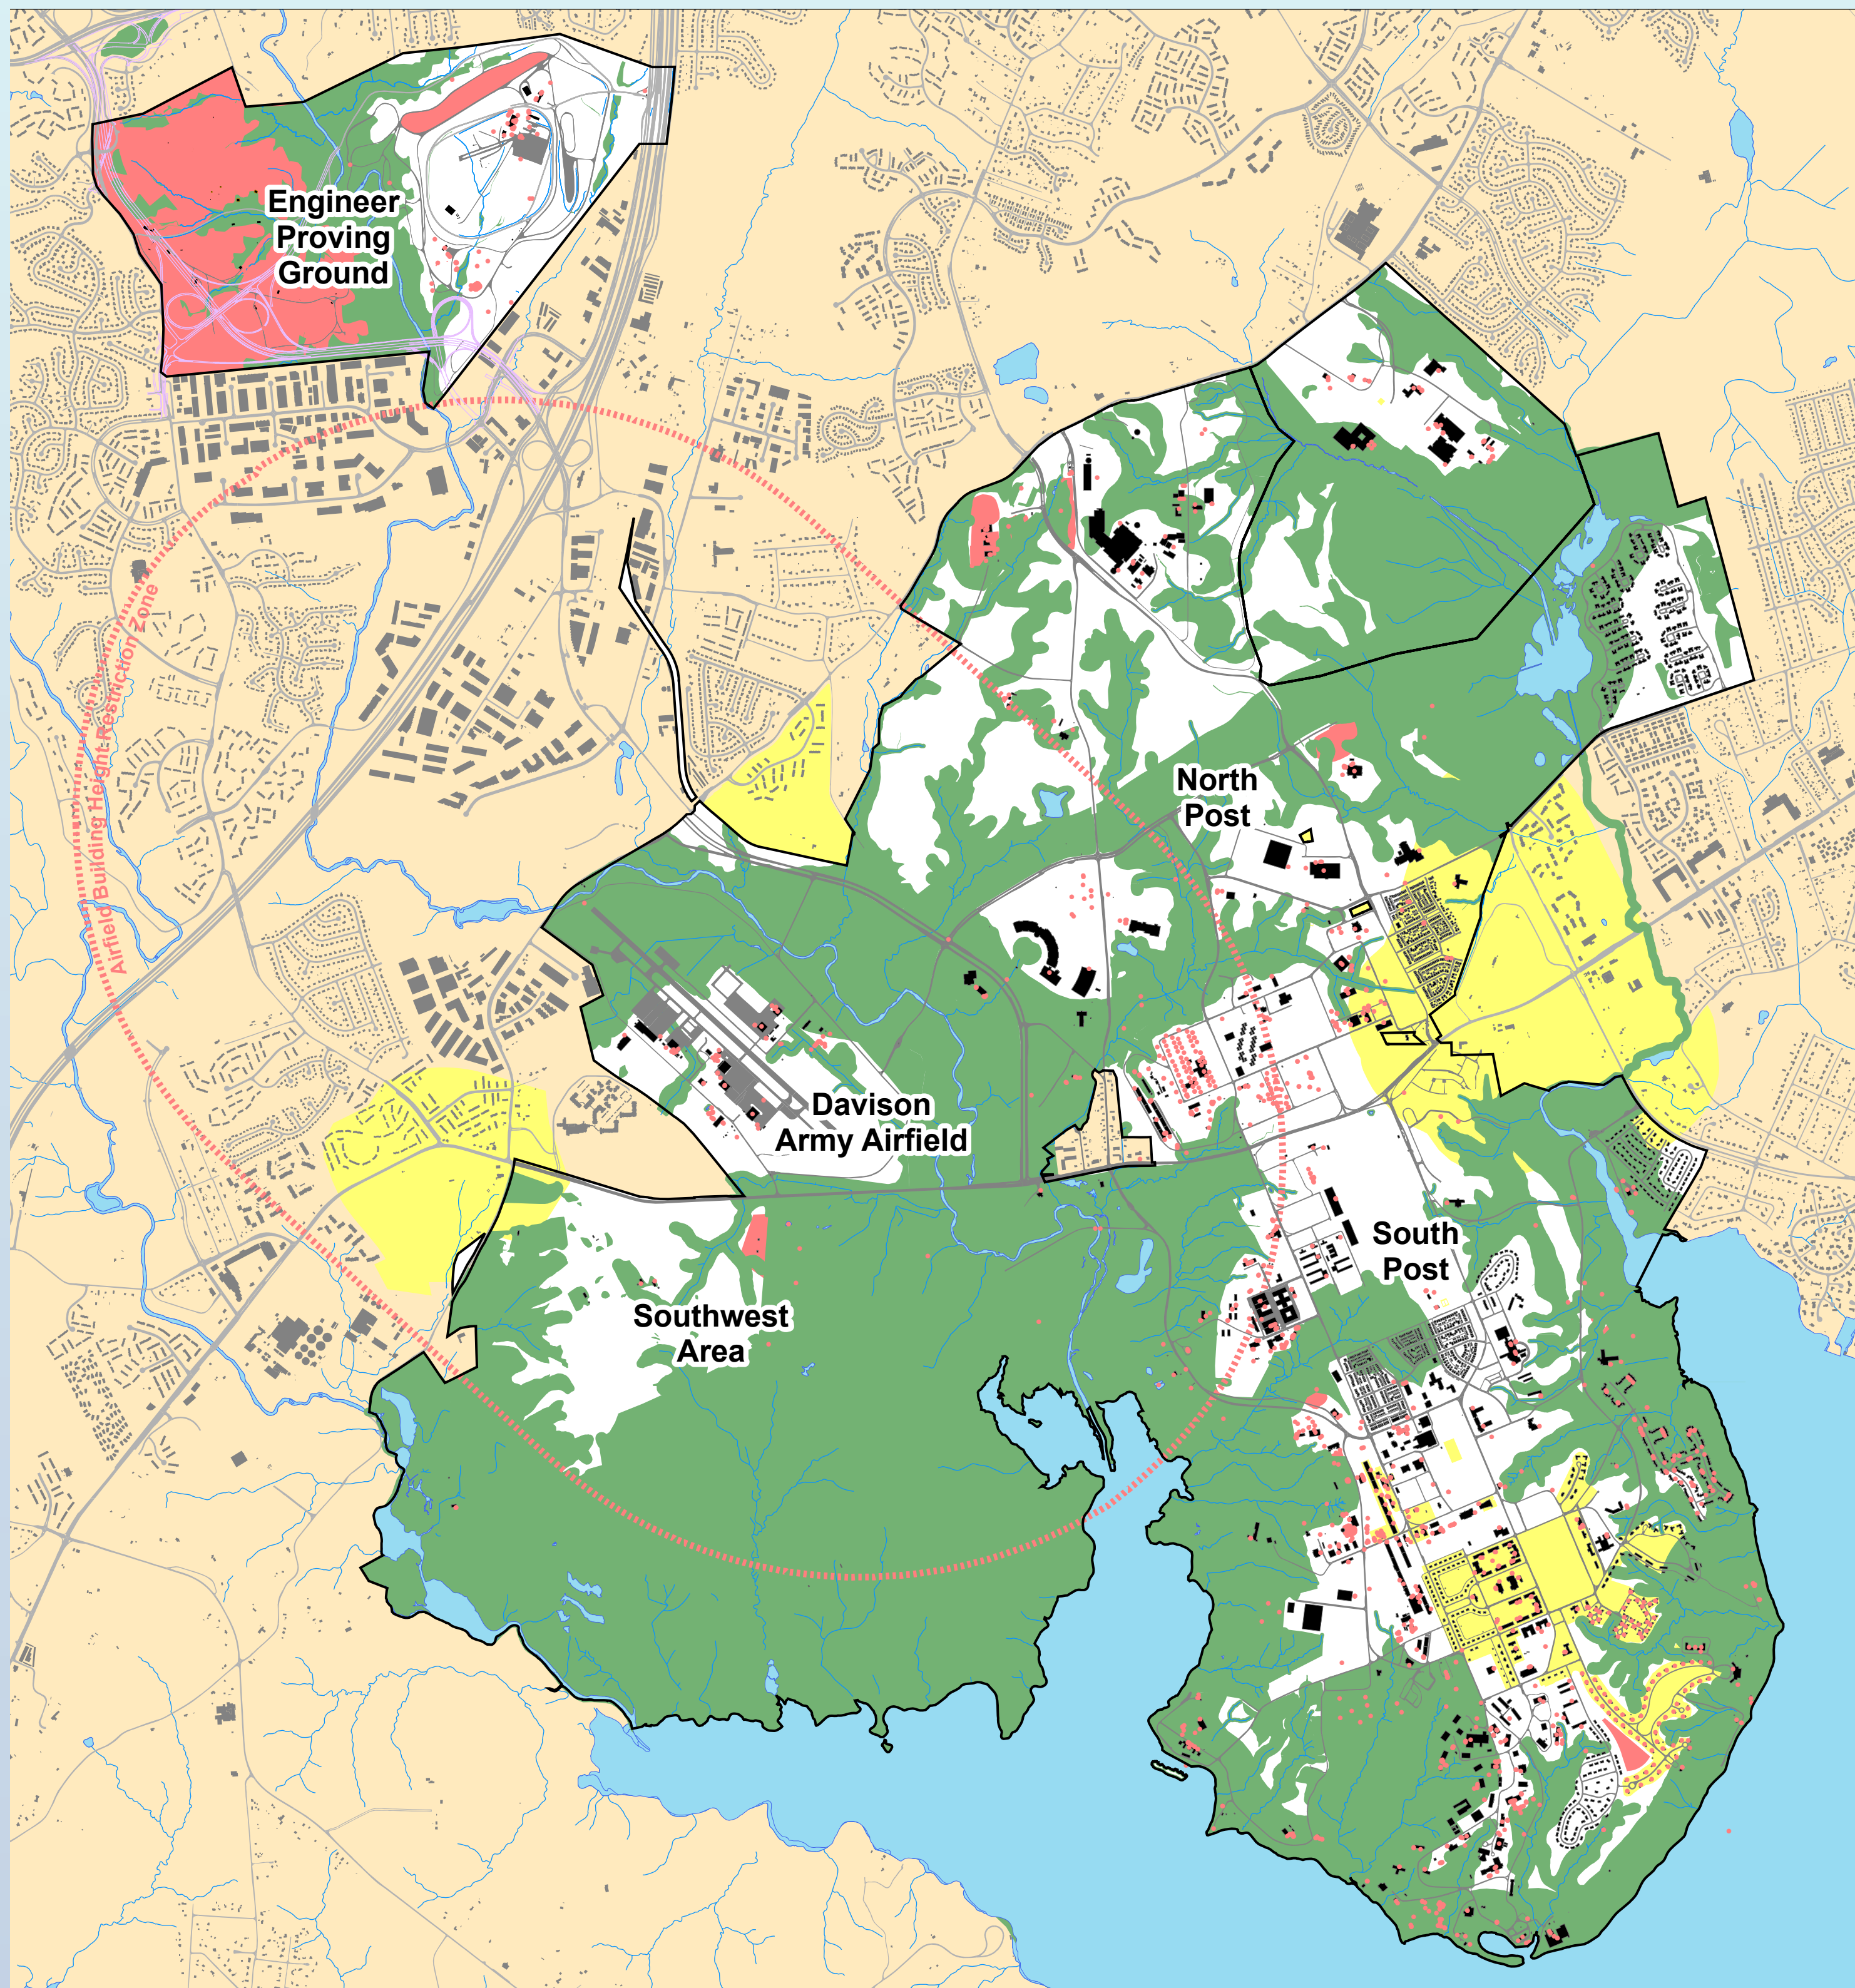 Engineer
Proving
Ground
Airfield Building Height Restriction Zone
North
Post
Davison
Army Airfield
South
Post
Southwest
Area